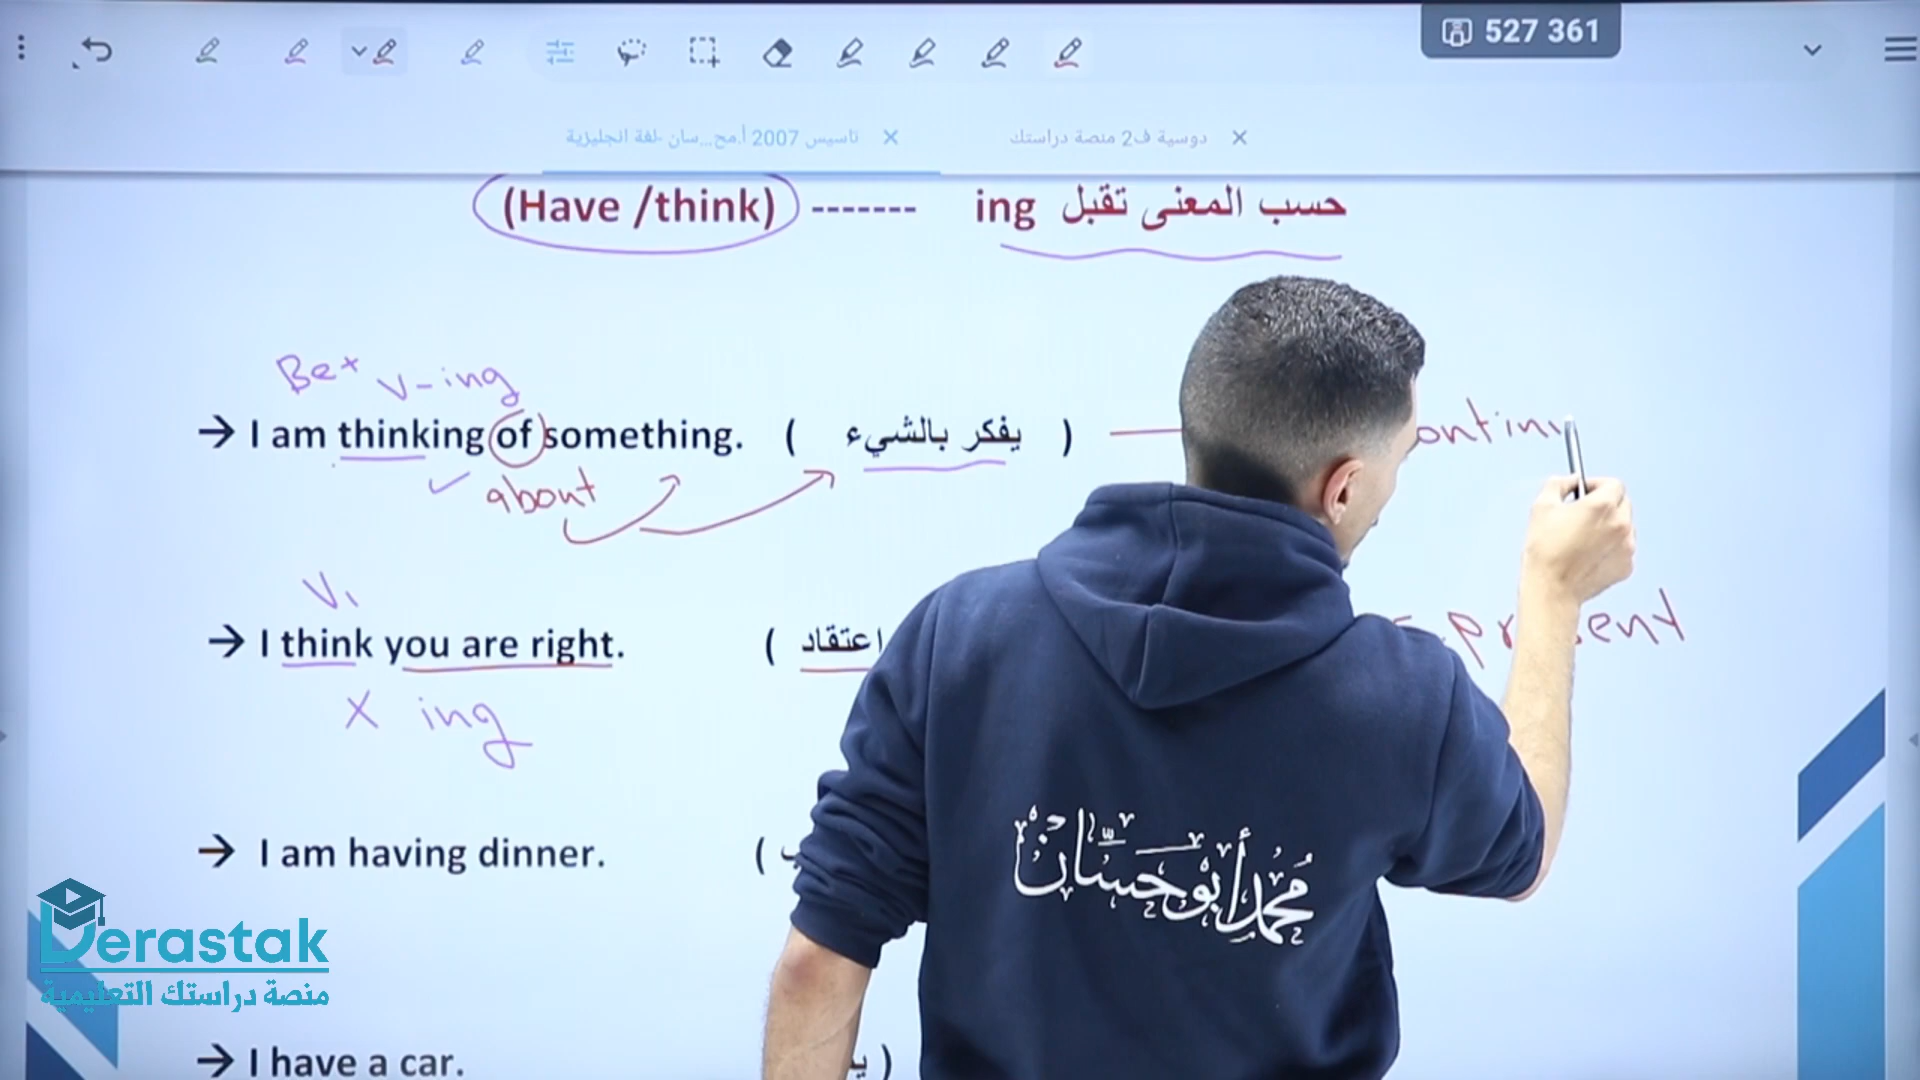 527 361
تاسيس 2007 أ.مح...سان -لغة انجليزية
دوسية ف2 منصة دراستك
(Have /think) ------- حسب المعنى تقبل ing
Be+ V-ing
→ I am thinking of something. ( يفكر بالشيء )
about
V1
→ I think you are right. ( اعتقاد
present
X ing
→ I am having dinner. (
→ I have a car.
محمد أبو حسان
Derastak
منصة دراستك التعليمية